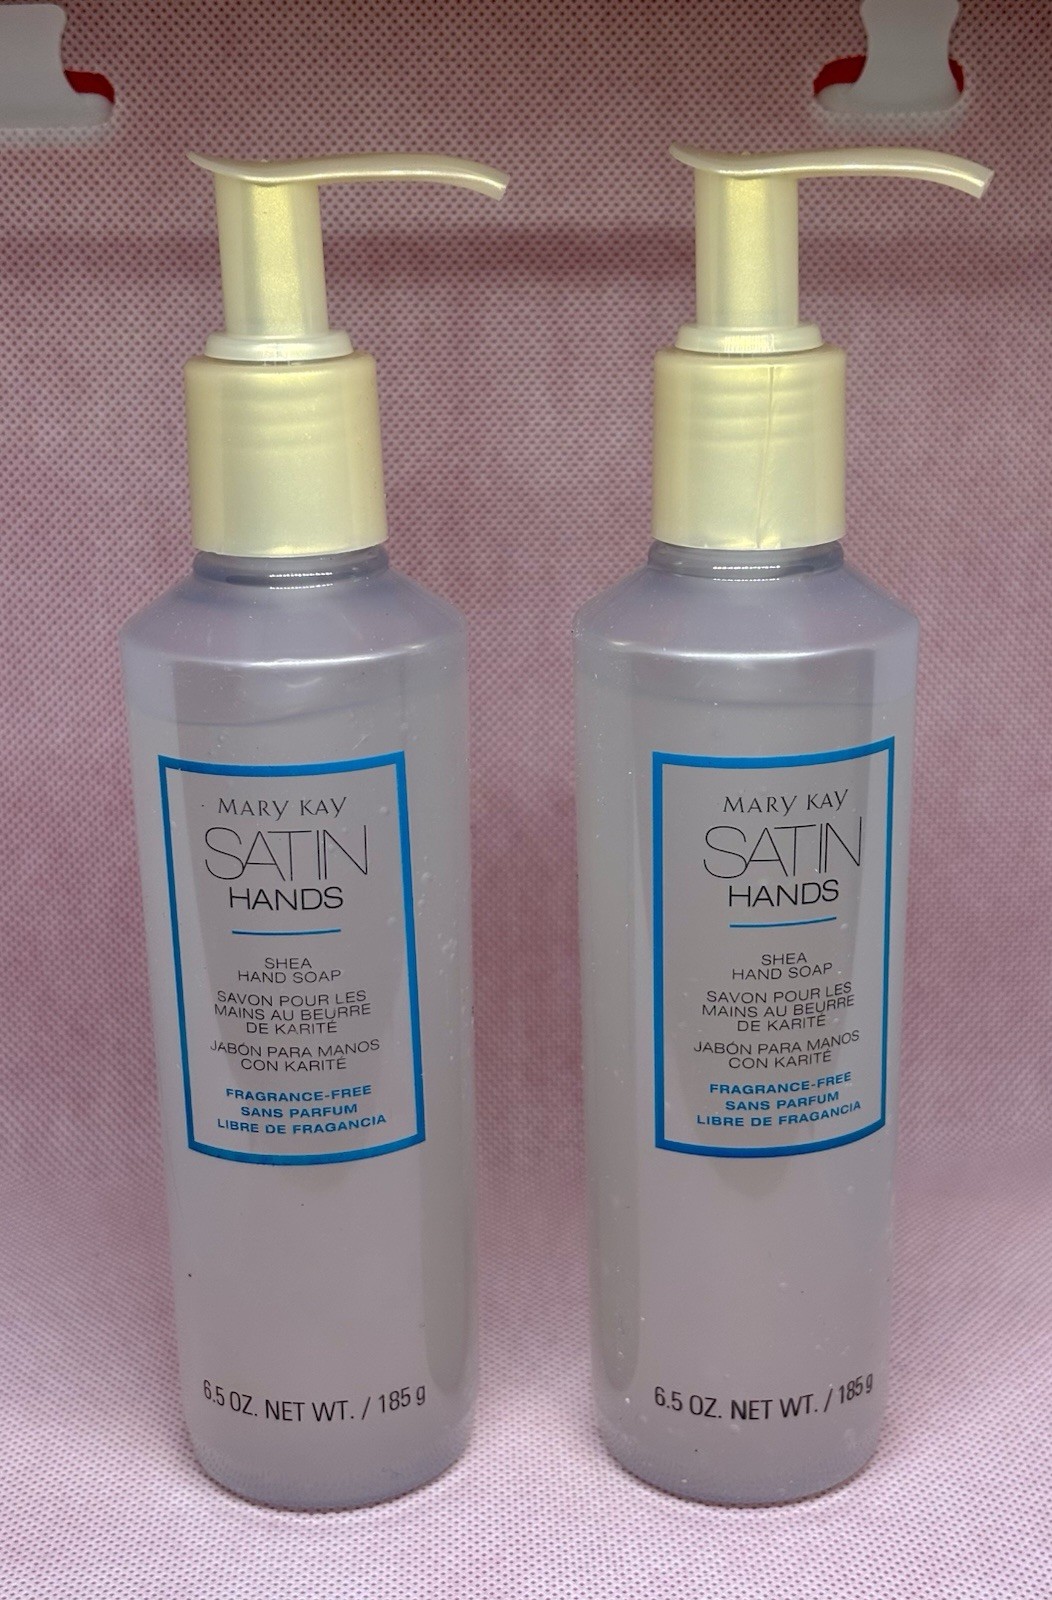 MARY KAY
SATIN
HANDS
SHEA
HAND SOAP
SAVON POUR LES
MAINS AU BEURRE
DE KARITÉ
JABÓN PARA MANOS
CON KARITÉ
FRAGRANCE-FREE
SANS PARFUM
LIBRE DE FRAGANCIA
6.5 OZ. NET WT. / 185 g
MARY KAY
SATIN
HANDS
SHEA
HAND SOAP
SAVON POUR LES
MAINS AU BEURRE
DE KARITÉ
JABÓN PARA MANOS
CON KARITÉ
FRAGRANCE-FREE
SANS PARFUM
LIBRE DE FRAGANCIA
6.5 OZ. NET WT. / 185 g